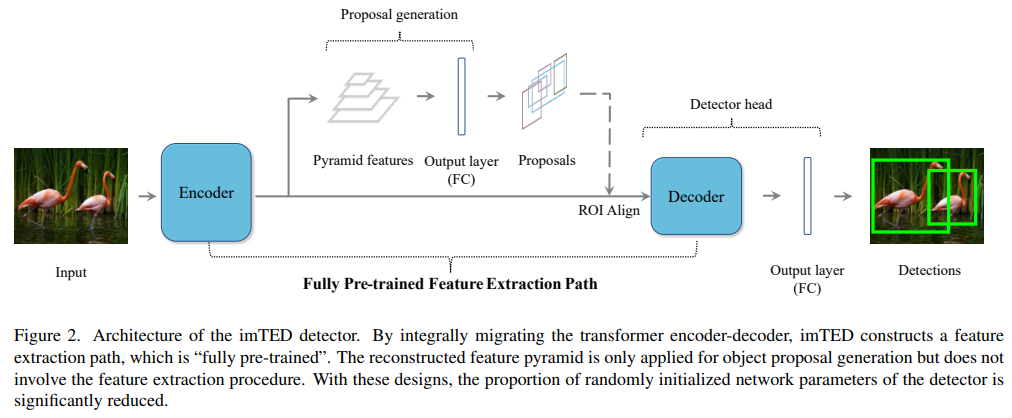 Proposal generation
Detector head
Pyramid features
Output layer
(FC)
Proposals
Encoder
Decoder
ROI Align
Input
Fully Pre-trained Feature Extraction Path
Output layer
(FC)
Detections
Figure 2. Architecture of the imTED detector. By integrally migrating the transformer encoder-decoder, imTED constructs a feature
extraction path, which is “fully pre-trained”. The reconstructed feature pyramid is only applied for object proposal generation but does not
involve the feature extraction procedure. With these designs, the proportion of randomly initialized network parameters of the detector is
significantly reduced.